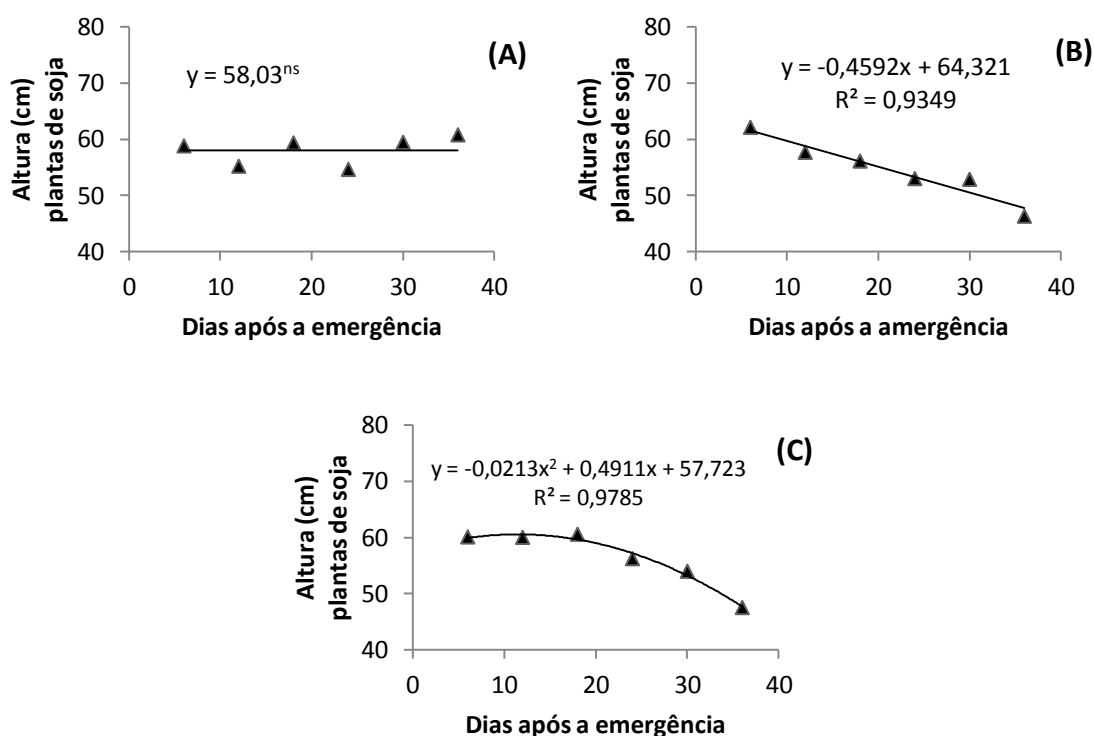 80
70
60
50
40
Altura (cm)
plantas de soja
(A)
y = 58,03ns
0 10 20 30 40
Dias após a emergência
80
70
60
50
40
Altura (cm)
plantas de soja
(B)
y = -0,4592x + 64,321
R² = 0,9349
0 10 20 30 40
Dias após a amergência
80
70
60
50
40
Altura (cm)
plantas de soja
(C)
y = -0,0213x² + 0,4911x + 57,723
R² = 0,9785
0 10 20 30 40
Dias após a emergência